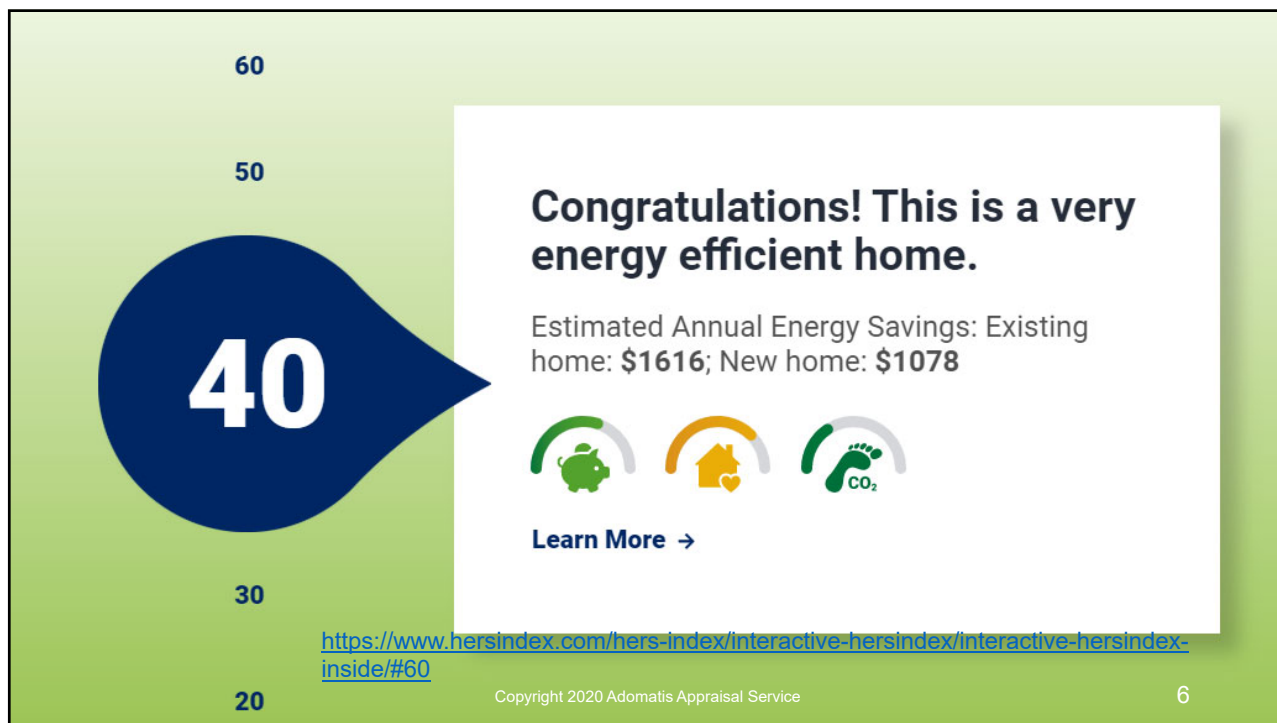 60
50
40
30
20
Congratulations! This is a very
energy efficient home.
Estimated Annual Energy Savings: Existing
home: $1616; New home: $1078
CO₂
Learn More →
https://www.hersindex.com/hers-index/interactive-hersindex/interactive-hersindex-
inside/#60
Copyright 2020 Adomatis Appraisal Service
6